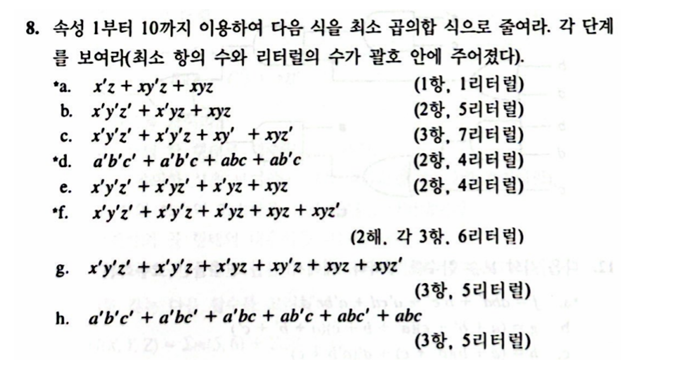 8. 속성 1부터 10까지 이용하여 다음 식을 최소 곱의합 식으로 줄여라. 각 단계
를 보여라(최소 항의 수와 리터럴의 수가 괄호 안에 주어졌다).
*a. x'z + xy'z + xyz (1항, 1리터럴)
b. x'y'z' + x'yz + xyz (2항, 5리터럴)
c. x'y'z' + x'y'z + xy' + xyz' (3항, 7리터럴)
*d. a'b'c' + a'b'c + abc + ab'c (2항, 4리터럴)
e. x'y'z' + x'yz' + x'yz + xyz (2항, 4리터럴)
*f. x'y'z' + x'y'z + x'yz + xyz + xyz'
(2해, 각 3항, 6리터럴)
g. x'y'z' + x'y'z + x'yz + xy'z + xyz + xyz'
(3항, 5리터럴)
h. a'b'c' + a'bc' + a'bc + ab'c + abc' + abc
(3항, 5리터럴)